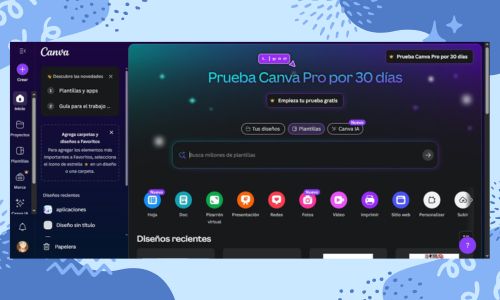 Canva
Crear
Inicio
Proyectos
Plantillas
Marca
Canva IA
Descubre las novedades
1 Plantillas y apps
2 Guía para el trabajo ...
Agrega carpetas y diseños a Favoritos
Para agregar los elementos más importantes a Favoritos, selecciona el ícono de estrella en un diseño o una carpeta.
Diseños recientes
aplicaciones
Diseño sin título
Papelera
Prueba Canva Pro por 30 días
Prueba Canva Pro por 30 días
Empieza tu prueba gratis
Tus diseños
Plantillas
Canva IA
Busca millones de plantillas
Nuevo
Nuevo
Hoja
Doc
Pizarrón virtual
Presentación
Redes
Fotos
Video
Imprimir
Sitio web
Personalizar
Subir
Diseños recientes
?